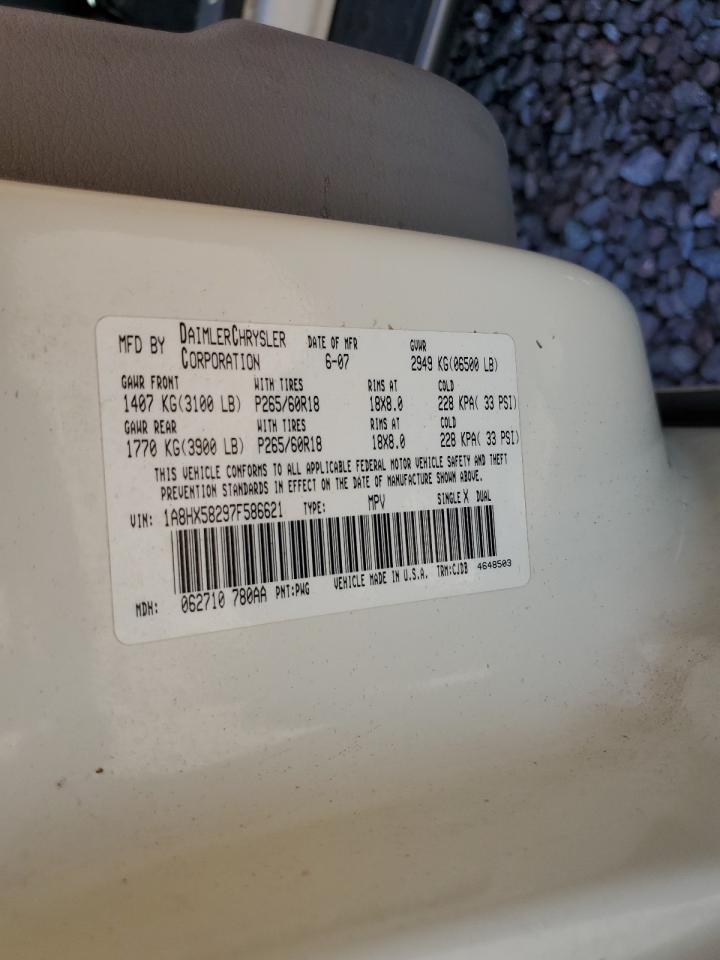 MFD BY DAIMLERCHRYSLER CORPORATION DATE OF MFR 6-07 GVWR 2949 KG(06500 LB)
GAWR FRONT WITH TIRES RIMS AT COLD
1407 KG(3100 LB) P265/60R18 18X8.0 228 KPA( 33 PSI)
GAWR REAR WITH TIRES RIMS AT COLD
1770 KG(3900 LB) P265/60R18 18X8.0 228 KPA( 33 PSI)
THIS VEHICLE CONFORMS TO ALL APPLICABLE FEDERAL MOTOR VEHICLE SAFETY AND THEFT
PREVENTION STANDARDS IN EFFECT ON THE DATE OF MANUFACTURE SHOWN ABOVE.
VIN: 1A8HX58297F586621 TYPE: MPV SINGLE X DUAL
MDH: 062710 780AA PNT:PWG VEHICLE MADE IN U.S.A. TRM:CJDB 4648503